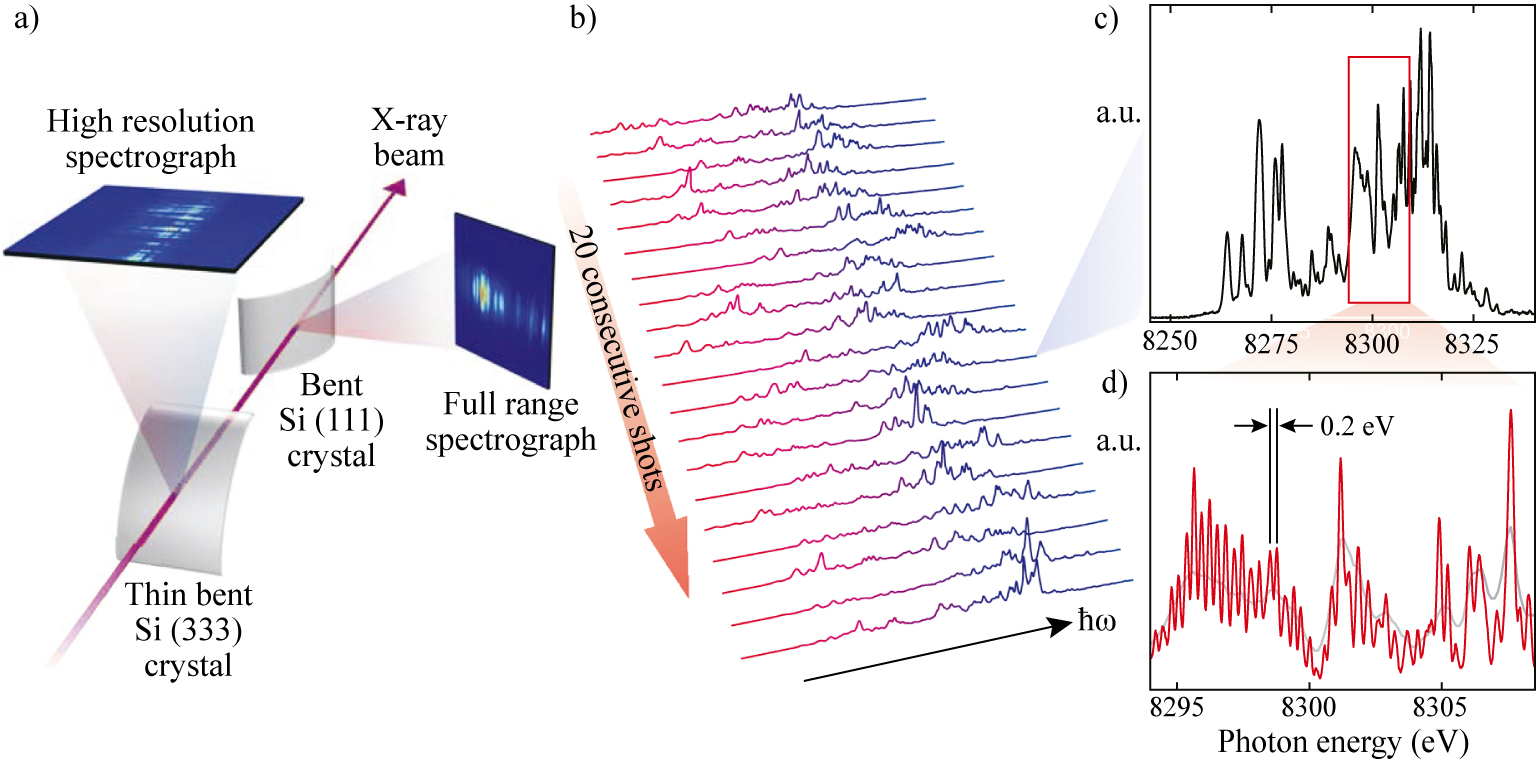 a)
High resolution
spectrograph
X-ray
beam
Bent
Si (111)
crystal
Full range
spectrograph
Thin bent
Si (333)
crystal
b)
20 consecutive shots
ħω
c)
a.u.
8250 8275 8300 8325
8300
d)
a.u.
0.2 eV
8295 8300 8305
Photon energy (eV)